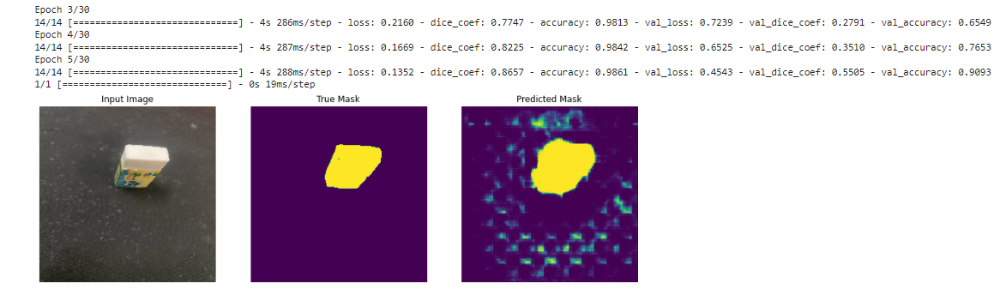 Epoch 3/30
14/14 [==============================] - 4s 286ms/step - loss: 0.2160 - dice_coef: 0.7747 - accuracy: 0.9813 - val_loss: 0.7239 - val_dice_coef: 0.2791 - val_accuracy: 0.6549
Epoch 4/30
14/14 [==============================] - 4s 287ms/step - loss: 0.1669 - dice_coef: 0.8225 - accuracy: 0.9842 - val_loss: 0.6525 - val_dice_coef: 0.3510 - val_accuracy: 0.7653
Epoch 5/30
14/14 [==============================] - 4s 288ms/step - loss: 0.1352 - dice_coef: 0.8657 - accuracy: 0.9861 - val_loss: 0.4543 - val_dice_coef: 0.5505 - val_accuracy: 0.9093
1/1 [==============================] - 0s 19ms/step
Input Image
True Mask
Predicted Mask